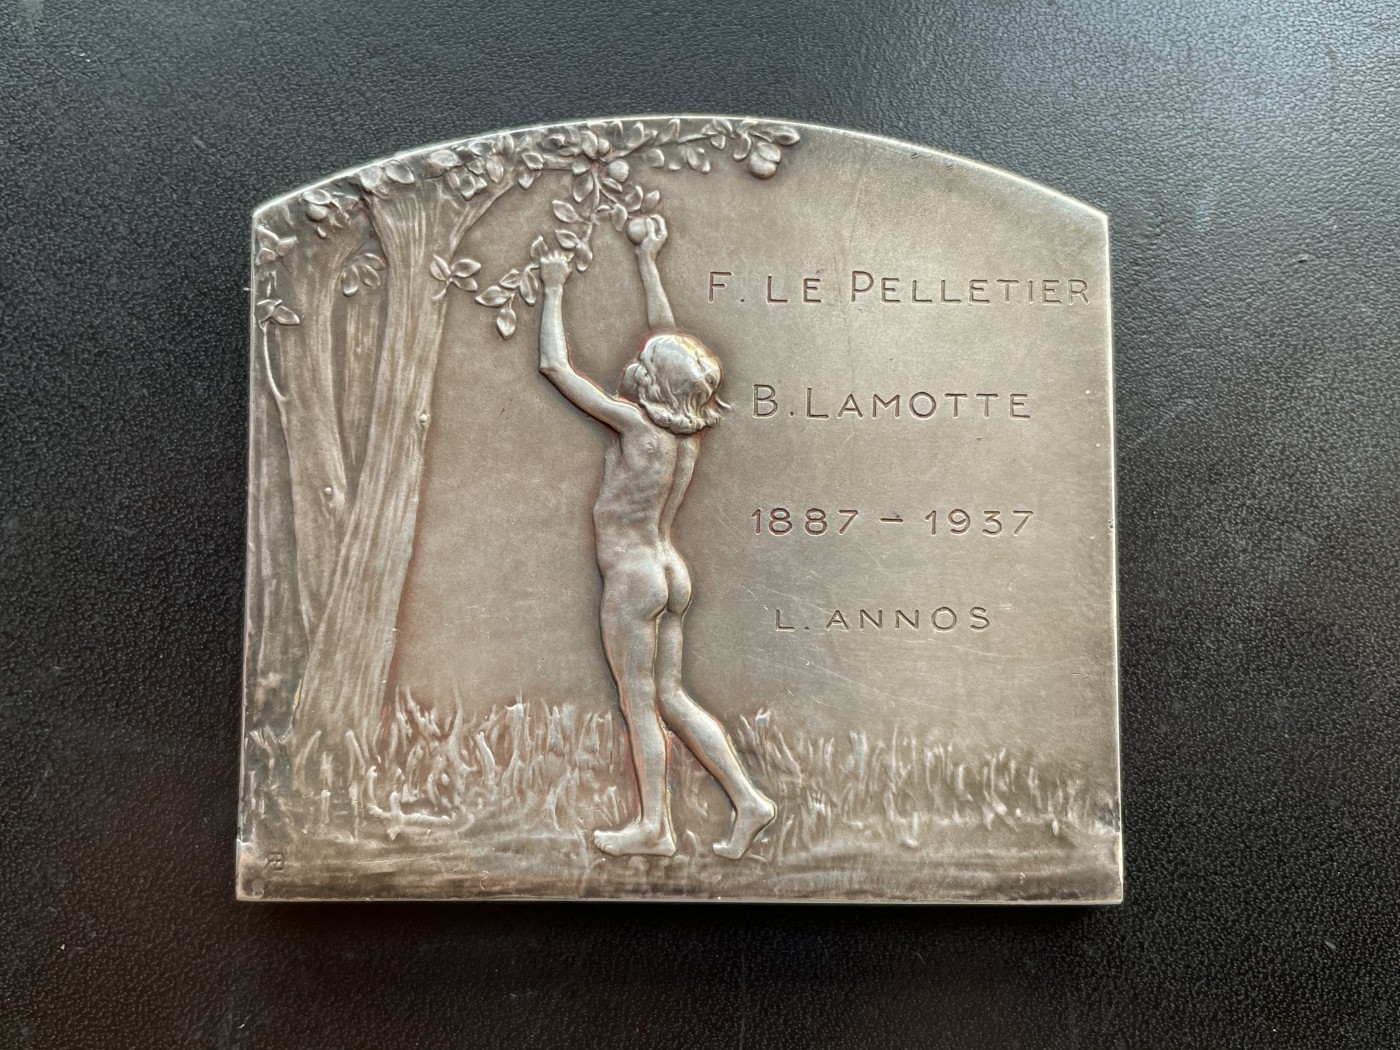 F. LE PELLETIER
B. LAMOTTE
1887 - 1937
L. ANNOS